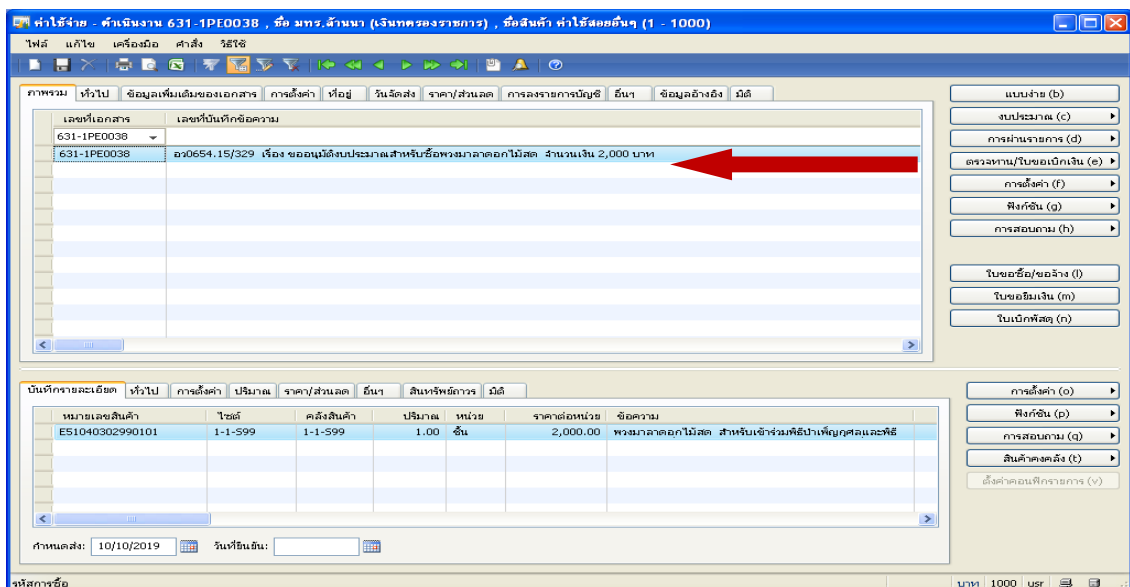 ค่าใช้จ่าย - ดำเนินงาน 631-1PE0038 , ชื่อ มทร.ล้านนา (เงินทดรองราชการ) , ชื่อสินค้า ค่าใช้สอยอื่นๆ (1 - 1000)
ไฟล์ แก้ไข เครื่องมือ คำสั่ง วิธีใช้
ภาพรวม ทั่วไป ข้อมูลเพิ่มเติมของเอกสาร การตั้งค่า ที่อยู่ วันจัดส่ง ราคา/ส่วนลด การลงรายการบัญชี อื่นๆ ข้อมูลอ้างอิง มิติ
แบบง่าย (b)
งบประมาณ (c)
การผ่านรายการ (d)
ตรวจทาน/ใบขอเบิกเงิน (e)
การตั้งค่า (f)
ฟังก์ชัน (g)
การสอบถาม (h)
ใบขอซื้อ/ขอจ้าง (l)
ใบขอยืมเงิน (m)
ใบเบิกพัสดุ (n)
เลขที่เอกสาร เลขที่บันทึกข้อความ
631-1PE0038
631-1PE0038 อว0654.15/329 เรื่อง ขออนุมัติงบประมาณสำหรับซื้อพวงมาลาดอกไม้สด จำนวนเงิน 2,000 บาท
บันทึกรายละเอียด ทั่วไป การตั้งค่า ปริมาณ ราคา/ส่วนลด อื่นๆ สินทรัพย์ถาวร มิติ
การตั้งค่า (o)
ฟังก์ชัน (p)
การสอบถาม (q)
สินค้าคงคลัง (t)
ตั้งค่าคอนฟิกรายการ (v)
หมายเลขสินค้า ไซต์ คลังสินค้า ปริมาณ หน่วย ราคาต่อหน่วย ข้อความ
E51040302990101 1-1-S99 1-1-S99 1.00 ชิ้น 2,000.00 พวงมาลาดอกไม้สด สำหรับเข้าร่วมพิธีบำเพ็ญกุศลและพิธี
กำหนดส่ง: 10/10/2019 วันที่ยืนยัน:
รหัสการซื้อ บาท 1000 usr